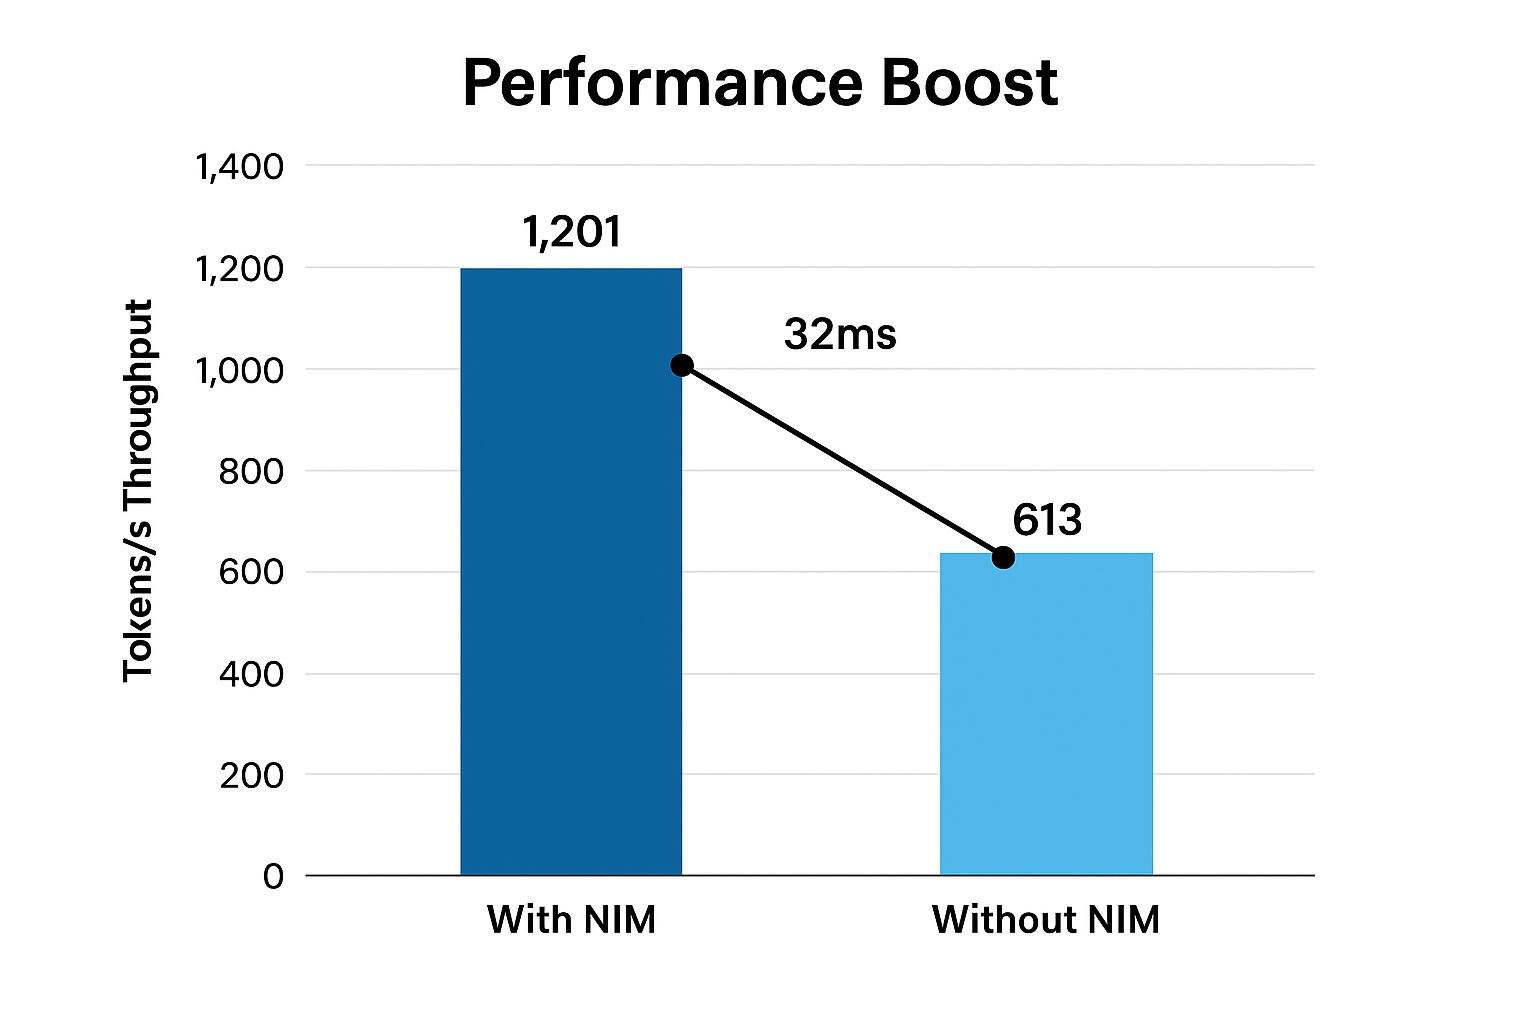 Performance Boost
Tokens/s Throughput
1,400
1,200
1,000
800
600
400
200
0
1,201
32ms
613
With NIM
Without NIM